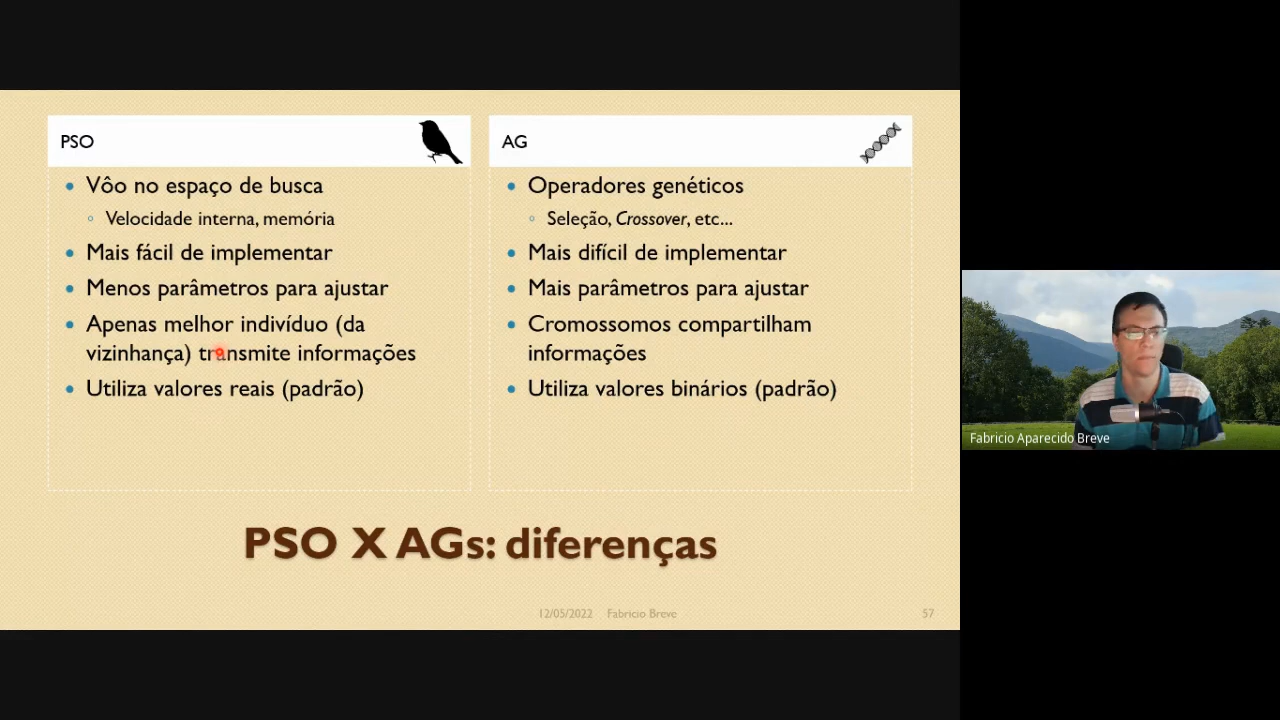 PSO
Vôo no espaço de busca
Velocidade interna, memória
Mais fácil de implementar
Menos parâmetros para ajustar
Apenas melhor indivíduo (da
vizinhança) transmite informações
Utiliza valores reais (padrão)
AG
Operadores genéticos
Seleção, Crossover, etc...
Mais difícil de implementar
Mais parâmetros para ajustar
Cromossomos compartilham
informações
Utiliza valores binários (padrão)
PSO X AGs: diferenças
12/05/2022 Fabricio Breve 57
Fabricio Aparecido Breve